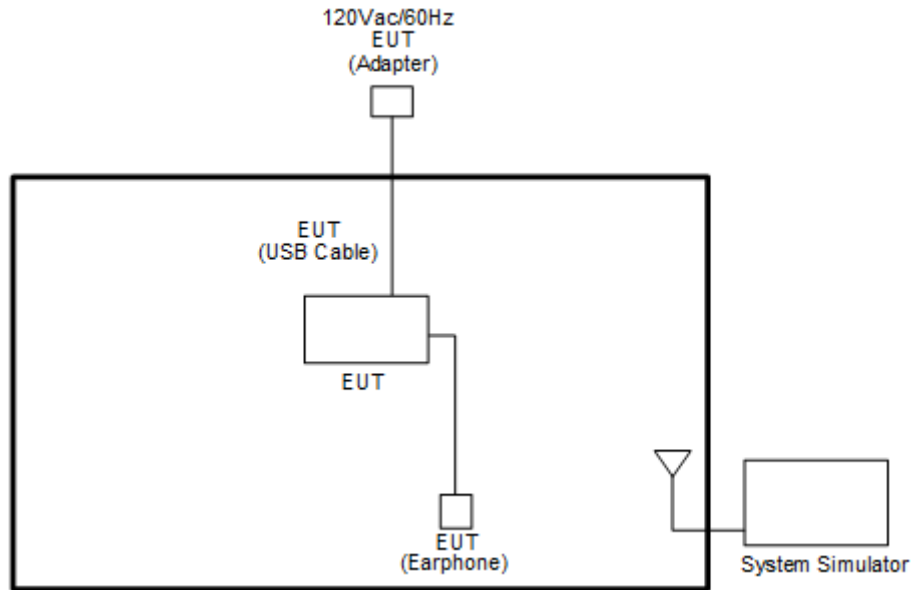 120Vac/60Hz
EUT
(Adapter)
EUT
(USB Cable)
EUT
EUT
(Earphone)
System Simulator